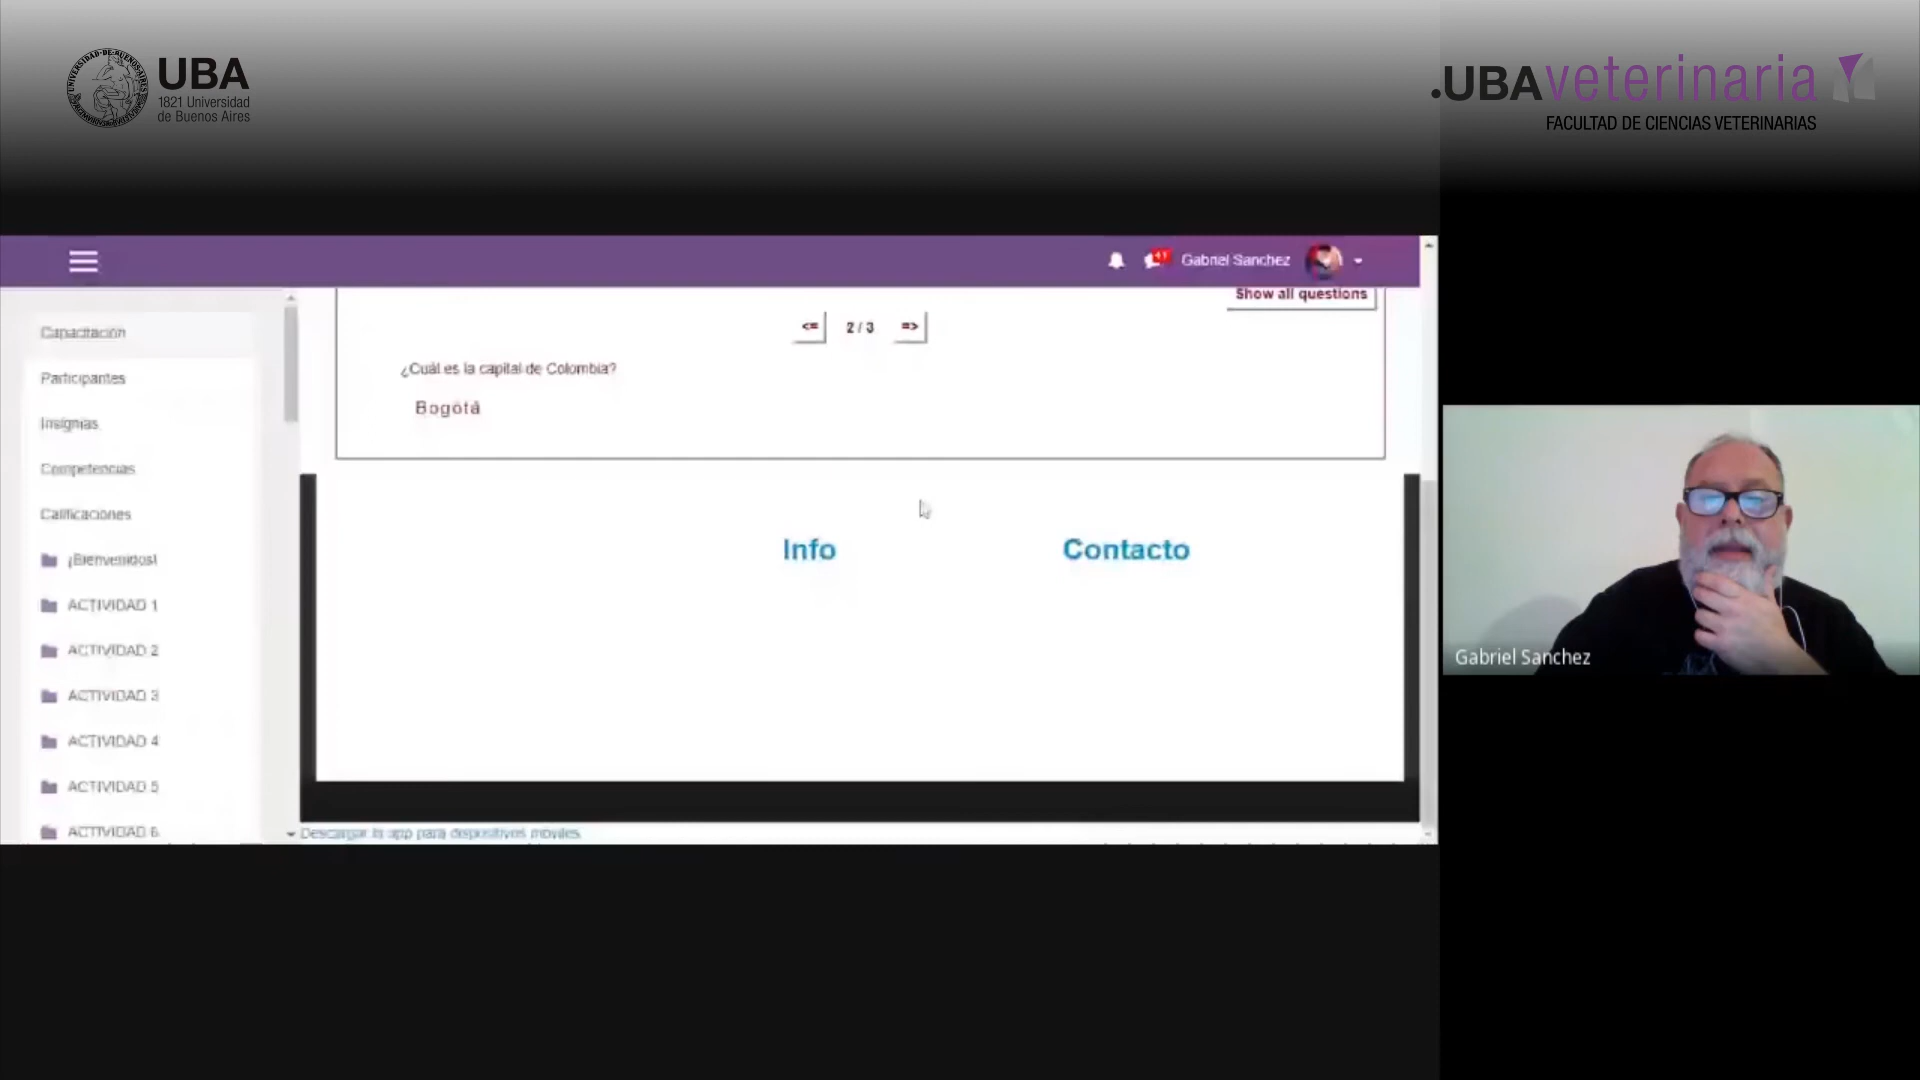 UBA
1821 Universidad
de Buenos Aires
.UBAveterinaria
FACULTAD DE CIENCIAS VETERINARIAS
Gabriel Sanchez
Show all questions
<= 2 / 3 =>
¿Cuál es la capital de Colombia?
Bogotá
Capacitación
Participantes
Insignias
Competencias
Calificaciones
¡Bienvenidos!
ACTIVIDAD 1
ACTIVIDAD 2
ACTIVIDAD 3
ACTIVIDAD 4
ACTIVIDAD 5
ACTIVIDAD 6
Info
Contacto
Descargar la app para dispositivos móviles
Gabriel Sanchez